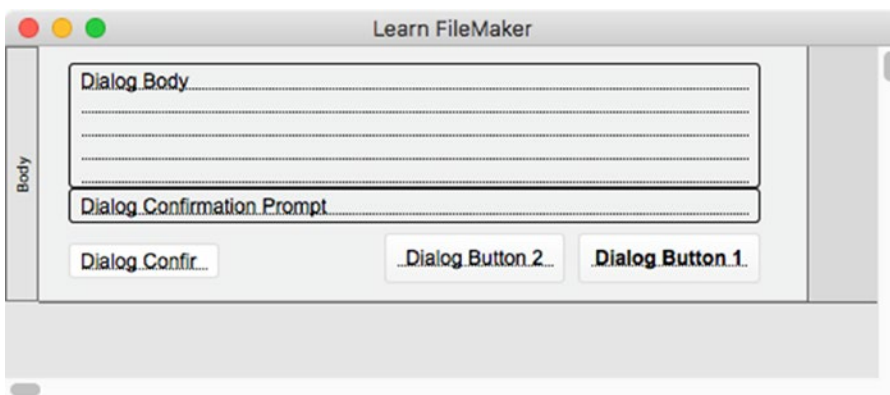 Learn FileMaker
Body
Dialog Body
Dialog Confirmation Prompt
Dialog Confir
Dialog Button 2
Dialog Button 1